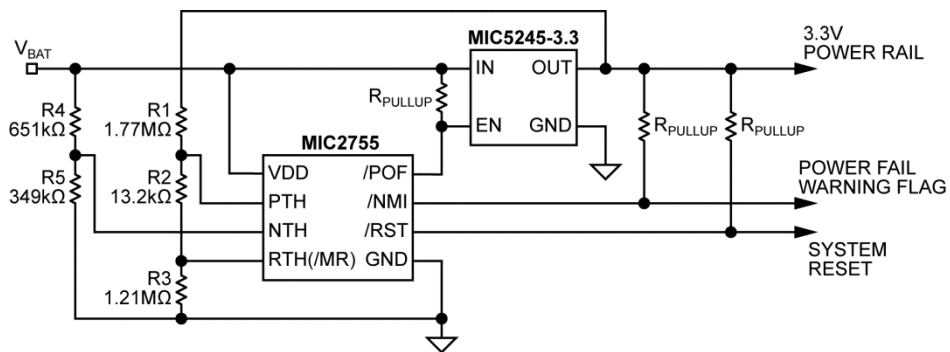 MIC5245-3.3
3.3V
POWER RAIL
V_BAT
IN
OUT
R4
651kΩ
R1
1.77MΩ
R_PULLUP
EN
GND
R_PULLUP
R_PULLUP
MIC2755
R5
349kΩ
R2
13.2kΩ
VDD
/POF
PTH
/NMI
POWER FAIL
WARNING FLAG
NTH
/RST
RTH(/MR)
GND
SYSTEM
RESET
R3
1.21MΩ